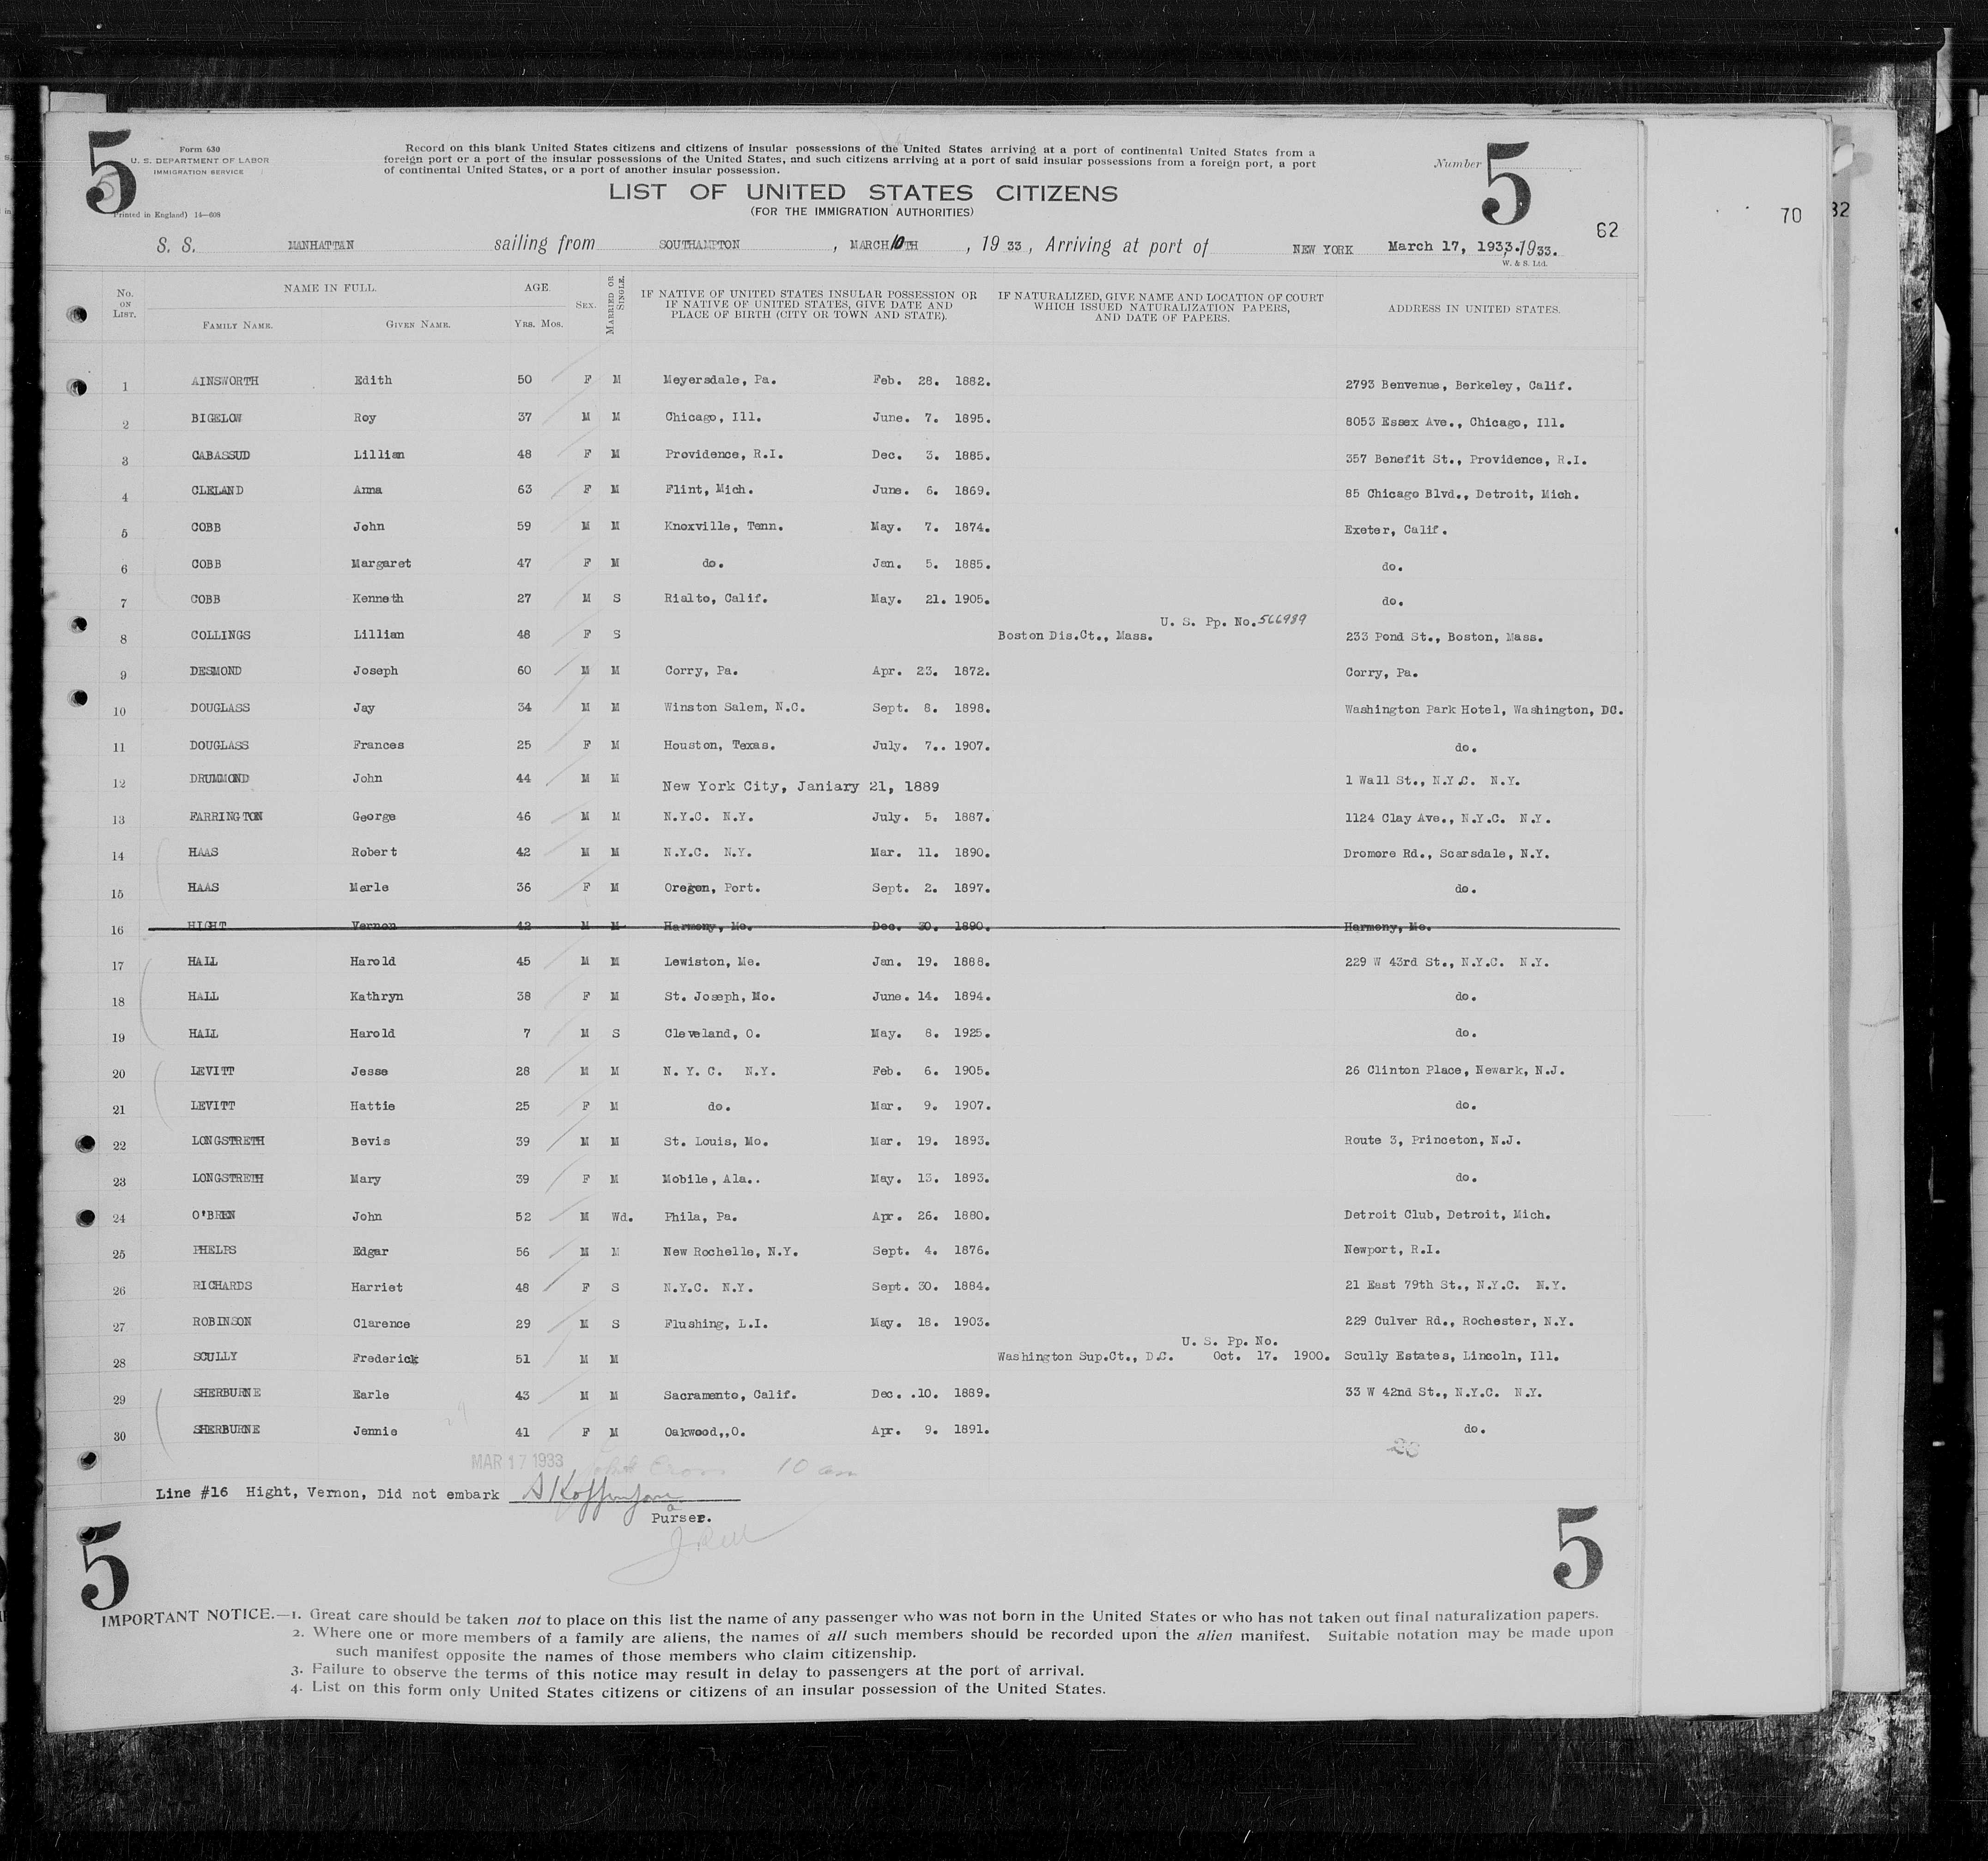 5
Form 630
U. S. DEPARTMENT OF LABOR
IMMIGRATION SERVICE
Printed in England) 14—608
Record on this blank United States citizens and citizens of insular possessions of the United States arriving at a port of continental United States from a
foreign port or a port of the insular possessions of the United States, and such citizens arriving at a port of said insular possessions from a foreign port, a port
of continental United States, or a port of another insular possession.
Number 5
LIST OF UNITED STATES CITIZENS
(FOR THE IMMIGRATION AUTHORITIES)
62
70
32
S. S. MANHATTAN sailing from SOUTHAMPTON , MARCH 10TH , 19 33 , Arriving at port of NEW YORK March 17, 1933. , 1933.
W. & S. Ltd.
No. ON LIST. NAME IN FULL. FAMILY NAME. GIVEN NAME. AGE. YRS. MOS. SEX. MARRIED OR SINGLE. IF NATIVE OF UNITED STATES INSULAR POSSESSION OR IF NATIVE OF UNITED STATES, GIVE DATE AND PLACE OF BIRTH (CITY OR TOWN AND STATE). IF NATURALIZED, GIVE NAME AND LOCATION OF COURT WHICH ISSUED NATURALIZATION PAPERS, AND DATE OF PAPERS. ADDRESS IN UNITED STATES.
1 AINSWORTH Edith 50 F M Meyersdale, Pa. Feb. 28. 1882. 2793 Benvenue, Berkeley, Calif.
2 BIGELOW Roy 37 M M Chicago, Ill. June. 7. 1895. 8053 Essex Ave., Chicago, Ill.
3 CABASSUD Lillian 48 F M Providence, R.I. Dec. 3. 1885. 357 Benefit St., Providence, R.I.
4 CLELAND Anna 63 F M Flint, Mich. June. 6. 1869. 85 Chicago Blvd., Detroit, Mich.
5 COBB John 59 M M Knoxville, Tenn. May. 7. 1874. Exeter, Calif.
6 COBB Margaret 47 F M do. Jan. 5. 1885. do.
7 COBB Kenneth 27 M S Rialto, Calif. May. 21. 1905. do.
U. S. Pp. No. 566989
8 COLLINGS Lillian 48 F S Boston Dis.Ct., Mass. 233 Pond St., Boston, Mass.
9 DESMOND Joseph 60 M M Corry, Pa. Apr. 23. 1872. Corry, Pa.
10 DOUGLASS Jay 34 M M Winston Salem, N.C. Sept. 8. 1898. Washington Park Hotel, Washington, DC.
11 DOUGLASS Frances 25 F M Houston, Texas. July. 7.. 1907. do.
12 DRUMMOND John 44 M M New York City, Janiary 21, 1889 1 Wall St., N.Y.C. N.Y.
13 FARRINGTON George 46 M M N.Y.C. N.Y. July. 5. 1887. 1124 Clay Ave., N.Y.C. N.Y.
14 HAAS Robert 42 M M N.Y.C. N.Y. Mar. 11. 1890. Dromore Rd., Scarsdale, N.Y.
15 HAAS Merle 36 F M Oregon, Port. Sept. 2. 1897. do.
16 HIGHT Vernon 42 M M Harmony, Mo. Dec. 30. 1890. Harmony, Mo.
17 HALL Harold 45 M M Lewiston, Me. Jan. 19. 1888. 229 W 43rd St., N.Y.C. N.Y.
18 HALL Kathryn 38 F M St. Joseph, Mo. June. 14. 1894. do.
19 HALL Harold 7 M S Cleveland, O. May. 8. 1925. do.
20 LEVITT Jesse 28 M M N. Y. C. N.Y. Feb. 6. 1905. 26 Clinton Place, Newark, N.J.
21 LEVITT Hattie 25 F M do. Mar. 9. 1907. do.
22 LONGSTRETH Bevis 39 M M St. Louis, Mo. Mar. 19. 1893. Route 3, Princeton, N.J.
23 LONGSTRETH Mary 39 F M Mobile, Ala.. May. 13. 1893. do.
24 O'BREN John 52 M Wd. Phila, Pa. Apr. 26. 1880. Detroit Club, Detroit, Mich.
25 PHELPS Edgar 56 M M New Rochelle, N.Y. Sept. 4. 1876. Newport, R.I.
26 RICHARDS Harriet 48 F S N.Y.C. N.Y. Sept. 30. 1884. 21 East 79th St., N.Y.C. N.Y.
27 ROBINSON Clarence 29 M S Flushing, L.I. May. 18. 1903. 229 Culver Rd., Rochester, N.Y.
U. S. Pp. No.
28 SCULLY Frederick 51 M M Washington Sup.Ct., D.C. Oct. 17. 1900. Scully Estates, Lincoln, Ill.
29 SHERBURNE Earle 43 M M Sacramento, Calif. Dec. .10. 1889. 33 W 42nd St., N.Y.C. N.Y.
30 SHERBURNE Jennie 41 F M Oakwood,,O. Apr. 9. 1891. do.
MAR 17 1933 10 am
Line #16 Hight, Vernon, Did not embark
Purser.
5
5
IMPORTANT NOTICE.—1. Great care should be taken not to place on this list the name of any passenger who was not born in the United States or who has not taken out final naturalization papers.
2. Where one or more members of a family are aliens, the names of all such members should be recorded upon the alien manifest. Suitable notation may be made upon
such manifest opposite the names of those members who claim citizenship.
3. Failure to observe the terms of this notice may result in delay to passengers at the port of arrival.
4. List on this form only United States citizens or citizens of an insular possession of the United States.